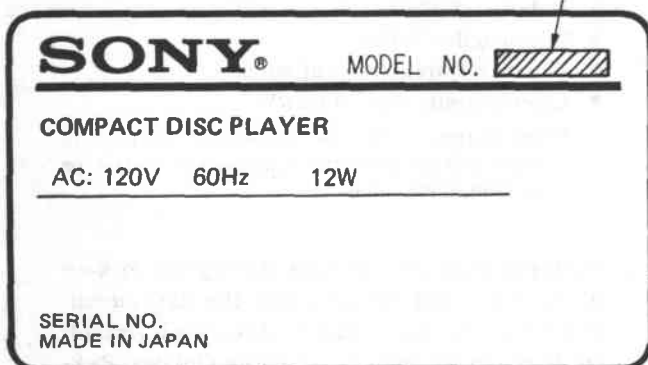 SONY®
MODEL NO.
COMPACT DISC PLAYER
AC: 120V 60Hz 12W
SERIAL NO.
MADE IN JAPAN